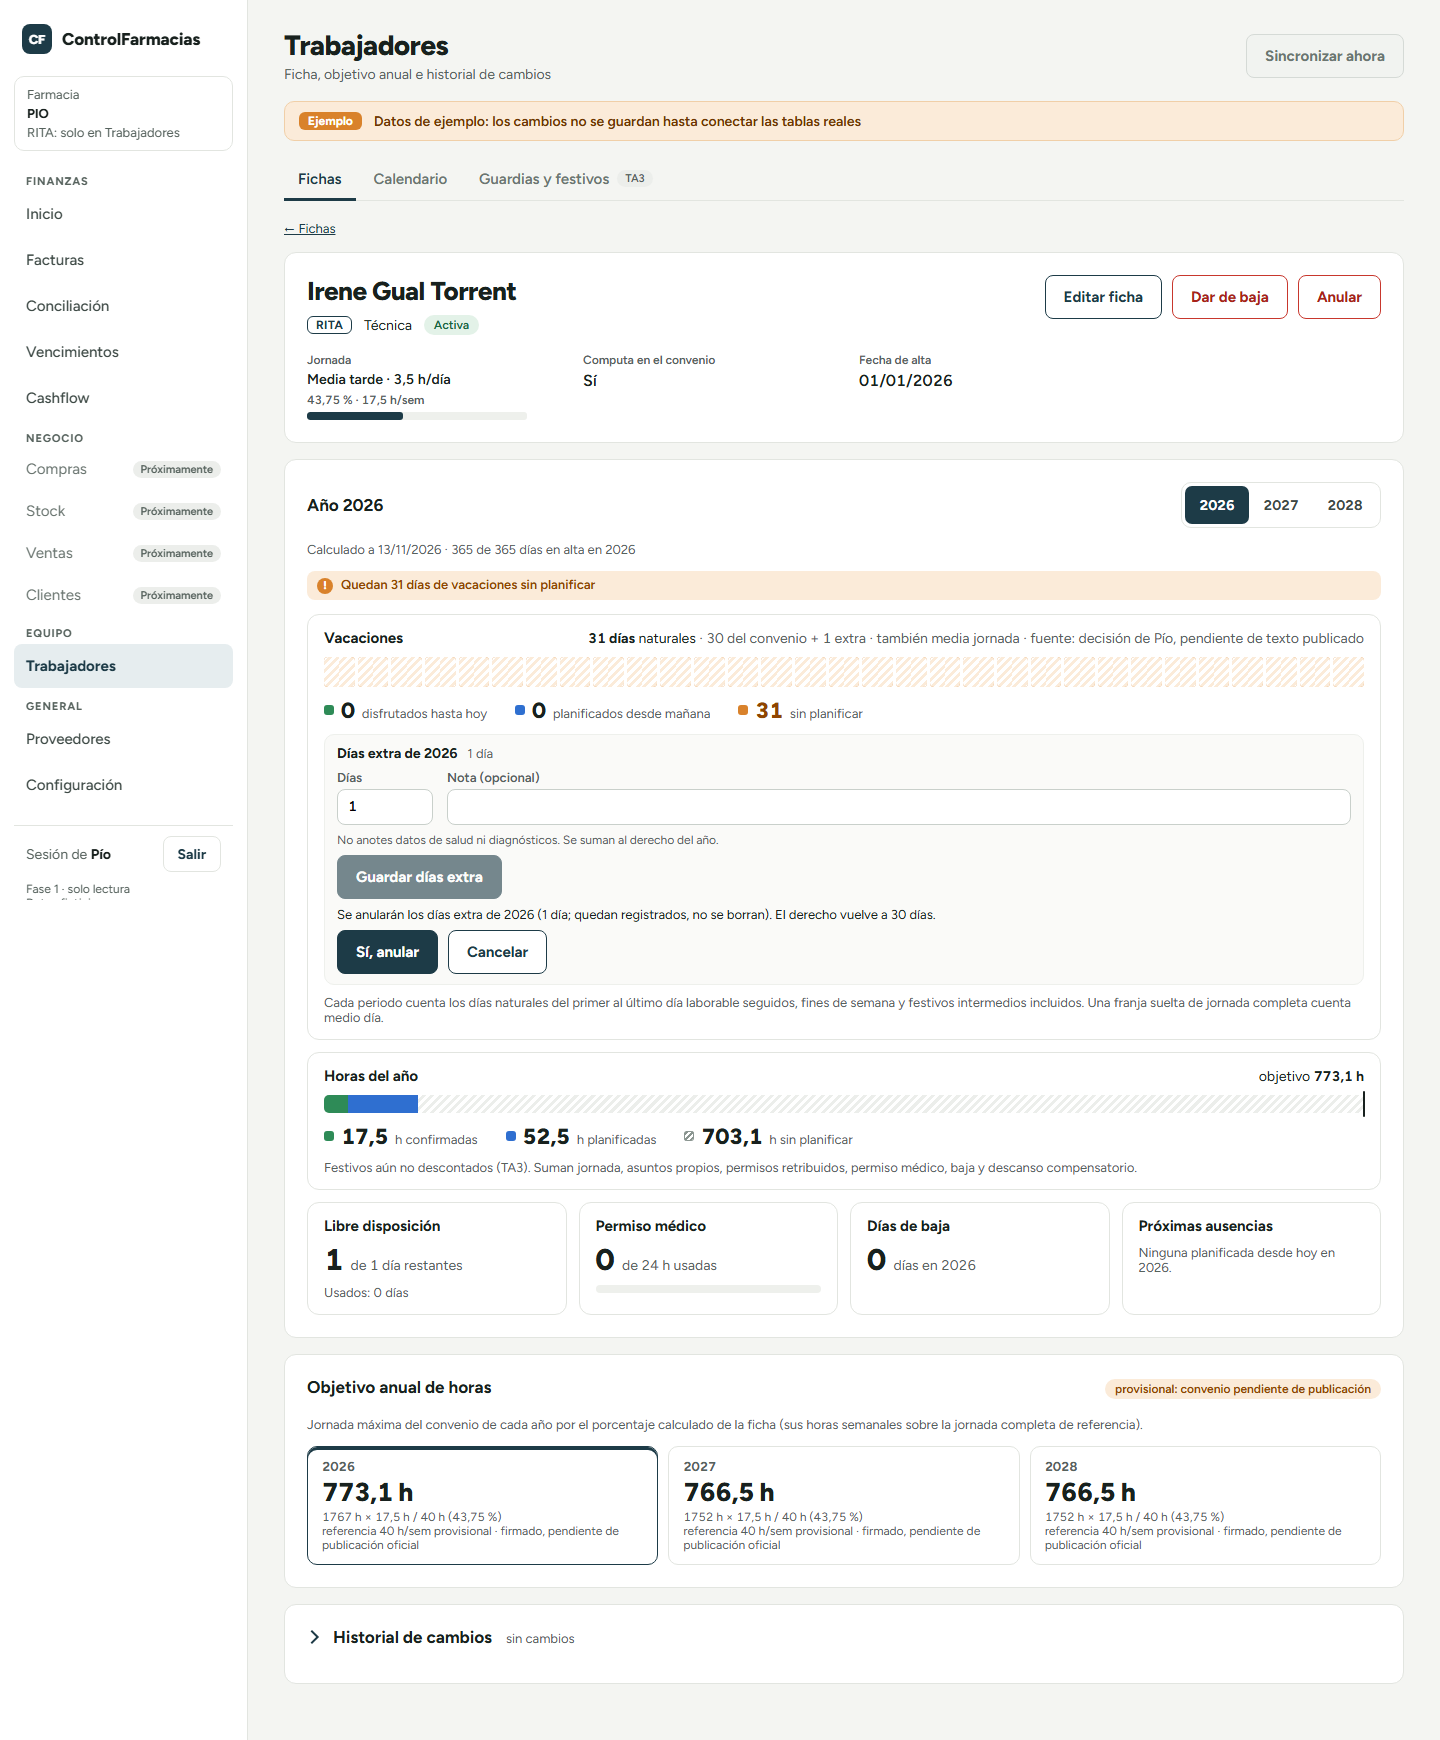 CF ControlFarmacias
Farmacia
PIO
RITA: solo en Trabajadores
FINANZAS
Inicio
Facturas
Conciliación
Vencimientos
Cashflow
NEGOCIO
Compras Próximamente
Stock Próximamente
Ventas Próximamente
Clientes Próximamente
EQUIPO
Trabajadores
GENERAL
Proveedores
Configuración
Sesión de Pío Salir
Fase 1 · solo lectura
Trabajadores
Ficha, objetivo anual e historial de cambios
Sincronizar ahora
Ejemplo Datos de ejemplo: los cambios no se guardan hasta conectar las tablas reales
Fichas Calendario Guardias y festivos TA3
← Fichas
Irene Gual Torrent
Editar ficha Dar de baja Anular
RITA Técnica Activa
Jornada Computa en el convenio Fecha de alta
Media tarde · 3,5 h/día Sí 01/01/2026
43,75 % · 17,5 h/sem
Año 2026
2026 2027 2028
Calculado a 13/11/2026 · 365 de 365 días en alta en 2026
! Quedan 31 días de vacaciones sin planificar
Vacaciones 31 días naturales · 30 del convenio + 1 extra · también media jornada · fuente: decisión de Pío, pendiente de texto publicado
0 disfrutados hasta hoy 0 planificados desde mañana 31 sin planificar
Días extra de 2026 1 día
Días Nota (opcional)
1
No anotes datos de salud ni diagnósticos. Se suman al derecho del año.
Guardar días extra
Se anularán los días extra de 2026 (1 día; quedan registrados, no se borran). El derecho vuelve a 30 días.
Sí, anular Cancelar
Cada periodo cuenta los días naturales del primer al último día laborable seguidos, fines de semana y festivos intermedios incluidos. Una franja suelta de jornada completa cuenta
medio día.
Horas del año objetivo 773,1 h
17,5 h confirmadas 52,5 h planificadas 703,1 h sin planificar
Festivos aún no descontados (TA3). Suman jornada, asuntos propios, permisos retribuidos, permiso médico, baja y descanso compensatorio.
Libre disposición
1 de 1 día restantes
Usados: 0 días
Permiso médico
0 de 24 h usadas
Días de baja
0 días en 2026
Próximas ausencias
Ninguna planificada desde hoy en
2026.
Objetivo anual de horas provisional: convenio pendiente de publicación
Jornada máxima del convenio de cada año por el porcentaje calculado de la ficha (sus horas semanales sobre la jornada completa de referencia).
2026
773,1 h
1767 h × 17,5 h / 40 h (43,75 %)
referencia 40 h/sem provisional · firmado, pendiente de
publicación oficial
2027
766,5 h
1752 h × 17,5 h / 40 h (43,75 %)
referencia 40 h/sem provisional · firmado, pendiente de
publicación oficial
2028
766,5 h
1752 h × 17,5 h / 40 h (43,75 %)
referencia 40 h/sem provisional · firmado, pendiente de
publicación oficial
Historial de cambios sin cambios